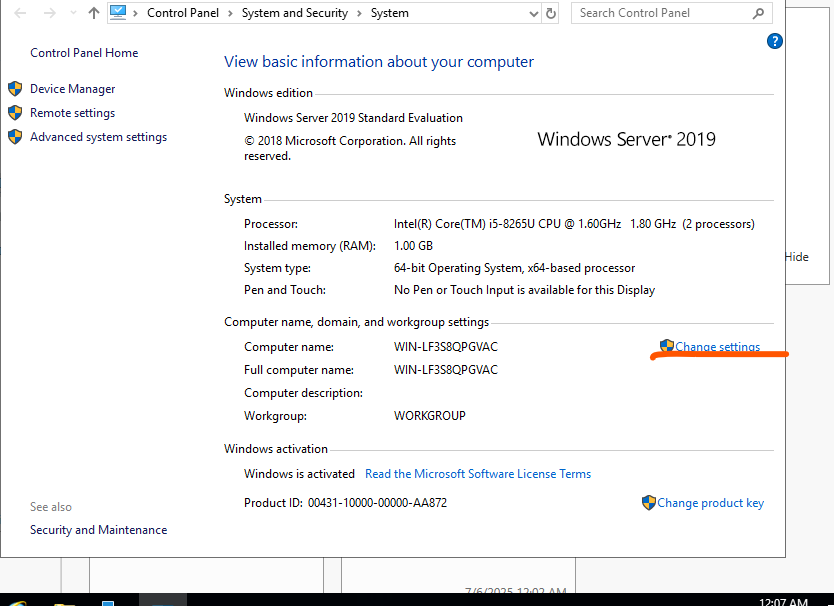 Control Panel > System and Security > System
Search Control Panel
Control Panel Home
Device Manager
Remote settings
Advanced system settings
View basic information about your computer
Windows edition
Windows Server 2019 Standard Evaluation
© 2018 Microsoft Corporation. All rights
reserved.
Windows Server® 2019
System
Processor: Intel(R) Core(TM) i5-8265U CPU @ 1.60GHz 1.80 GHz (2 processors)
Installed memory (RAM): 1.00 GB
System type: 64-bit Operating System, x64-based processor
Pen and Touch: No Pen or Touch Input is available for this Display
Hide
Computer name, domain, and workgroup settings
Computer name: WIN-LF3S8QPGVAC Change settings
Full computer name: WIN-LF3S8QPGVAC
Computer description:
Workgroup: WORKGROUP
Windows activation
Windows is activated Read the Microsoft Software License Terms
Product ID: 00431-10000-00000-AA872 Change product key
See also
Security and Maintenance
7/6/2025 12:02 AM
12:07 AM